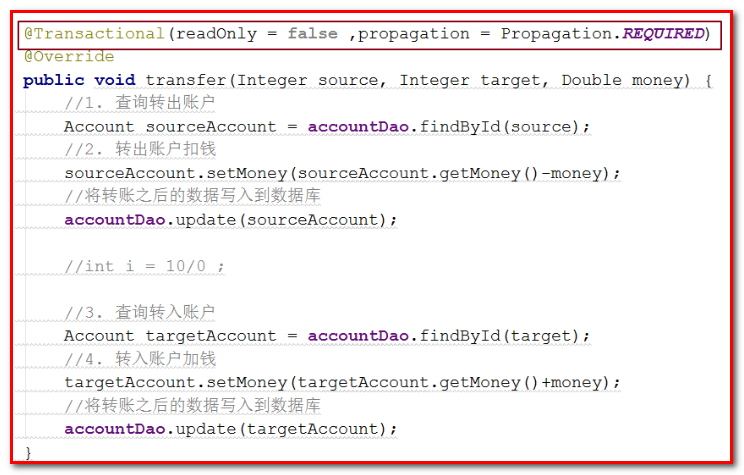 @Transactional(readOnly = false ,propagation = Propagation.REQUIRED)
@Override
public void transfer(Integer source, Integer target, Double money) {
    //1. 查询转出账户
    Account sourceAccount = accountDao.findById(source);
    //2. 转出账户扣钱
    sourceAccount.setMoney(sourceAccount.getMoney()-money);
    //将转账之后的数据写入到数据库
    accountDao.update(sourceAccount);
    //int i = 10/0 ;
    //3. 查询转入账户
    Account targetAccount = accountDao.findById(target);
    //4. 转入账户加钱
    targetAccount.setMoney(targetAccount.getMoney()+money);
    //将转账之后的数据写入到数据库
    accountDao.update(targetAccount);
}